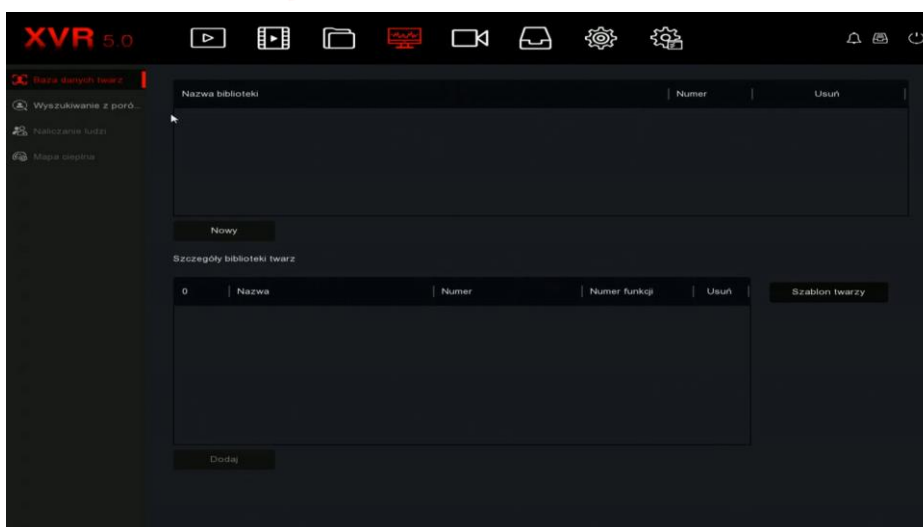 XVR 5.0
Baza danych twarz
Wyszukiwanie z poró...
Naliczanie ludzi
Mapa cieplna
Nazwa biblioteki
Numer
Usuń
Nowy
Szczegóły biblioteki twarz
0
Nazwa
Numer
Numer funkcji
Usuń
Szablon twarzy
Dodaj